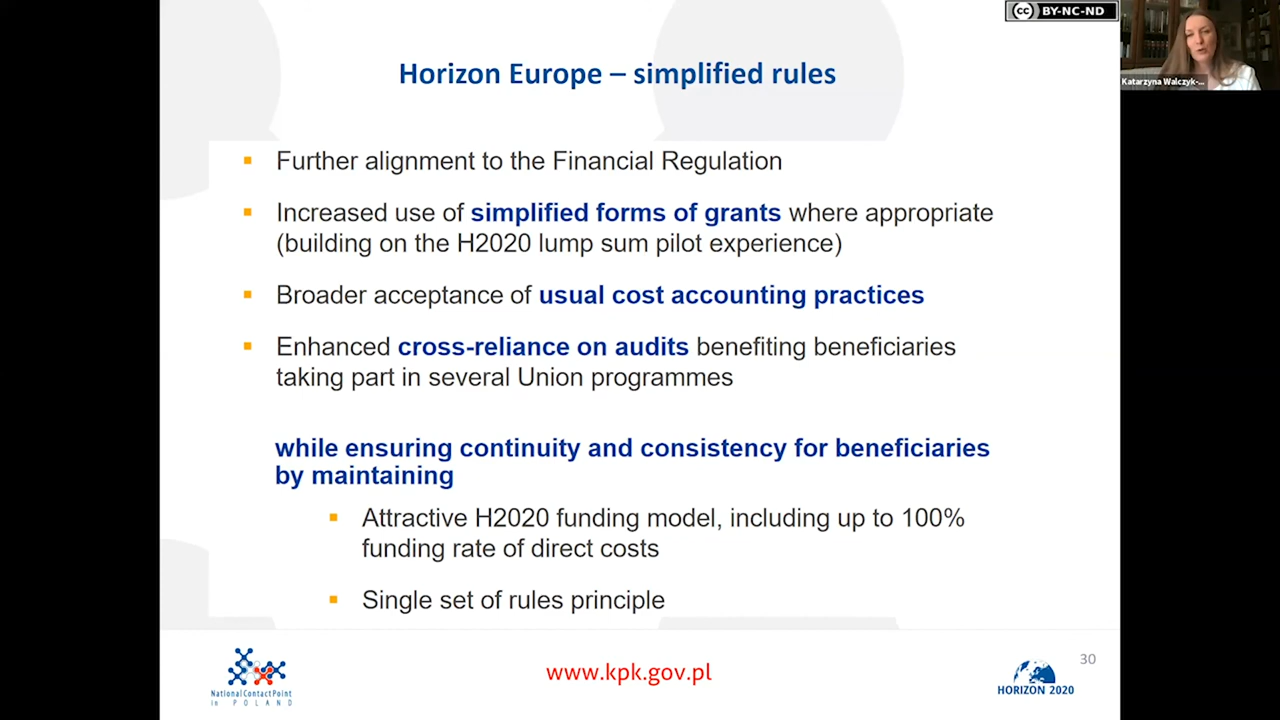 cc BY-NC-ND
Katarzyna Walczyk-...
Horizon Europe – simplified rules
Further alignment to the Financial Regulation
Increased use of simplified forms of grants where appropriate
(building on the H2020 lump sum pilot experience)
Broader acceptance of usual cost accounting practices
Enhanced cross-reliance on audits benefiting beneficiaries
taking part in several Union programmes
while ensuring continuity and consistency for beneficiaries
by maintaining
Attractive H2020 funding model, including up to 100%
funding rate of direct costs
Single set of rules principle
National Contact Point
in POLAND
www.kpk.gov.pl
HORIZON 2020
30